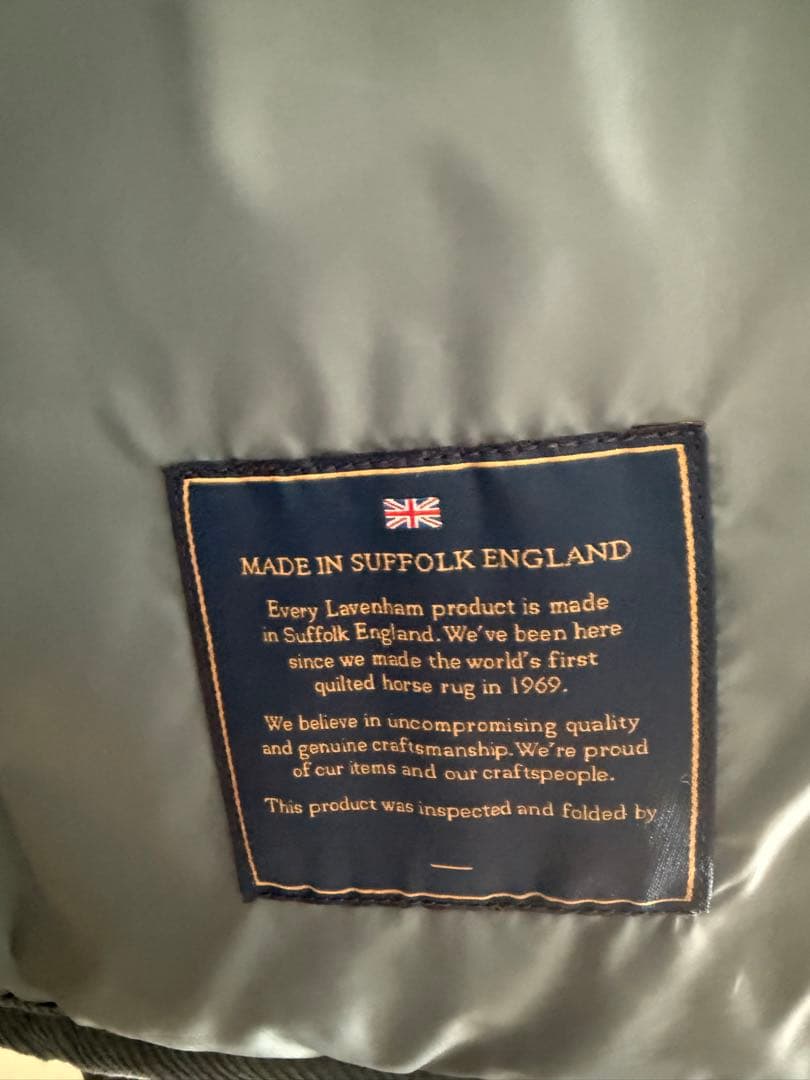 MADE IN SUFFOLK ENGLAND
Every Lavenham product is made
in Suffolk England. We've been here
since we made the world's first
quilted horse rug in 1969.
We believe in uncompromising quality
and genuine craftsmanship. We're proud
of our items and our craftspeople.
This product was inspected and folded by